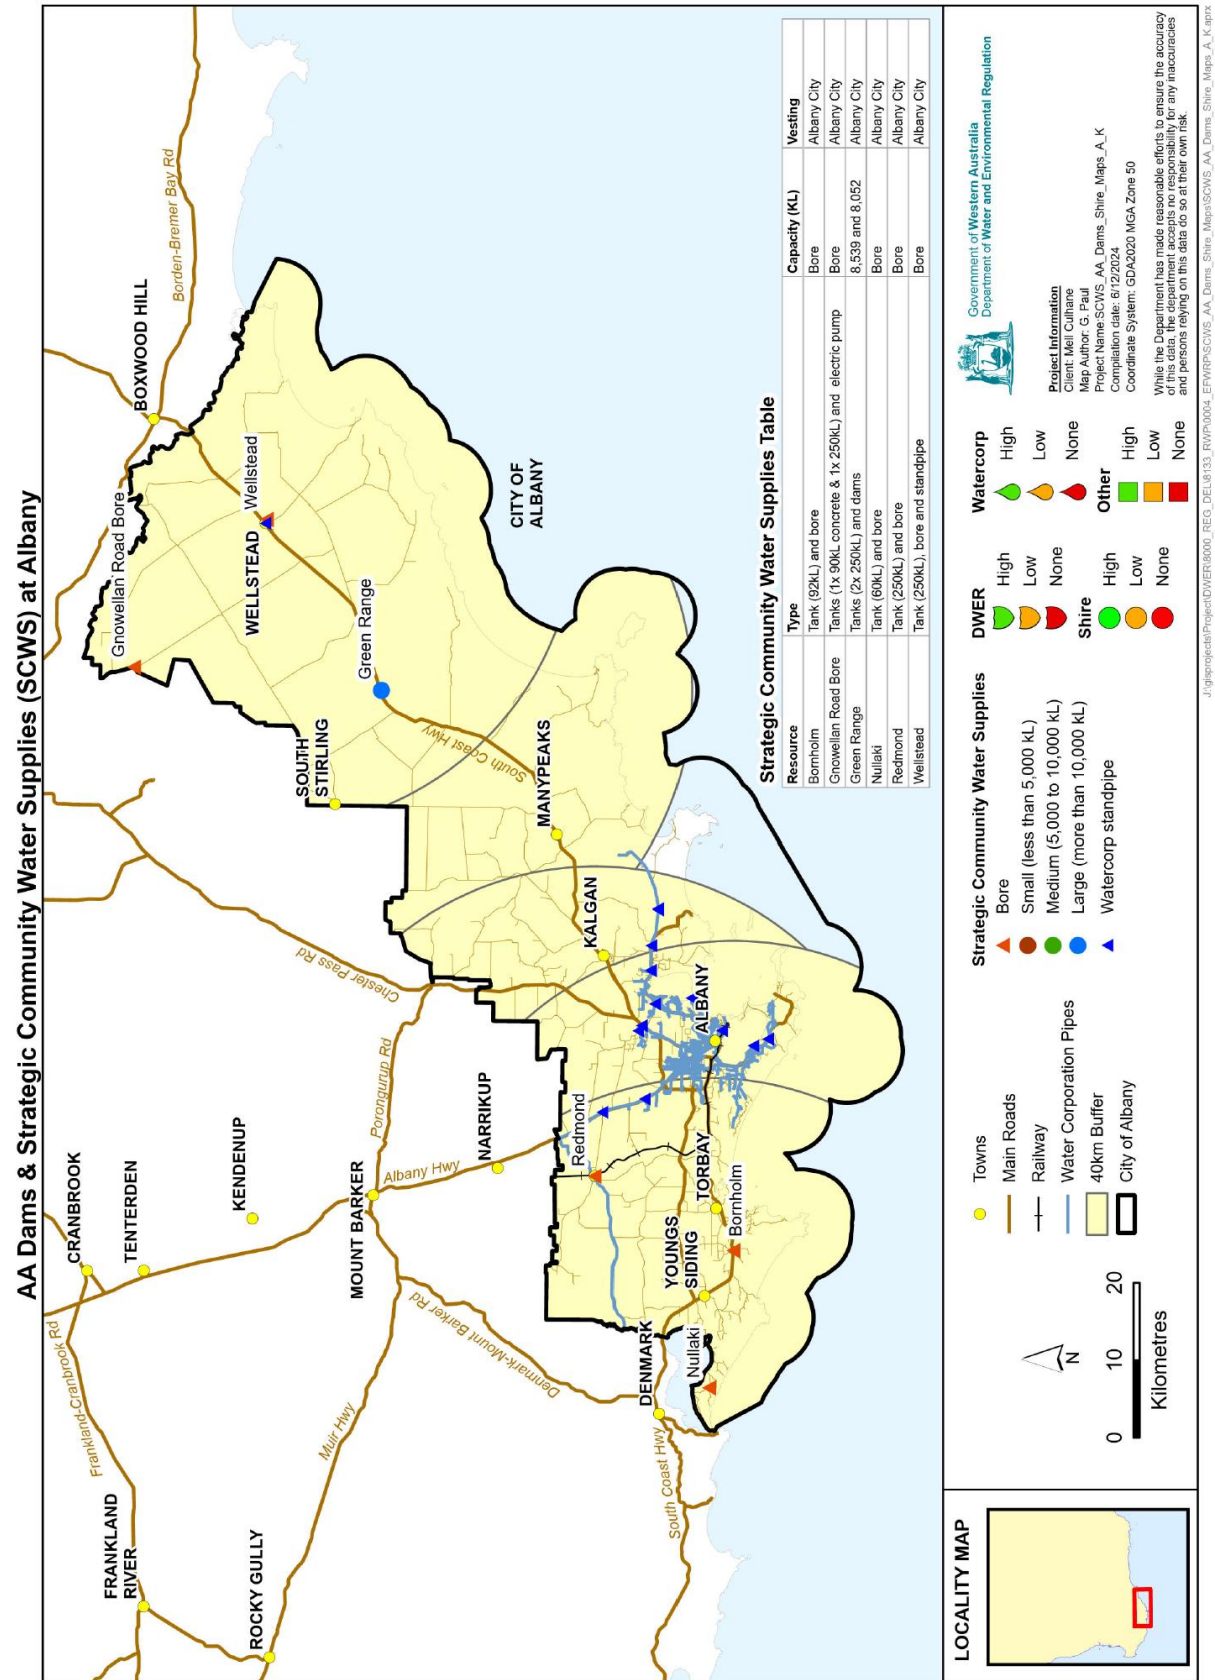 AA Dams & Strategic Community Water Supplies (SCWS) at Albany
Borden-Bremer Bay Rd
BOXWOOD HILL
Gnowellan Road Bore
Wellstead
WELLSTEAD
Green Range
CITY OF
ALBANY
SOUTH
STIRLING
South Coast Hwy
MANYPEAKS
KALGAN
Chester Pass Rd
ALBANY
Porongurup Rd
NARRIKUP
Redmond
Albany Hwy
CRANBROOK
TENTERDEN
KENDENUP
MOUNT BARKER
TORBAY
Bornholm
YOUNGS
SIDING
DENMARK
Nullaki
Denmark-Mount Barker Rd
Frankland-Cranbrook Rd
Muir Hwy
South Coast Hwy
FRANKLAND
RIVER
ROCKY GULLY
Strategic Community Water Supplies Table
Resource Type Capacity (KL) Vesting
Bornholm Tank (92KL) and bore Bore Albany City
Gnowellan Road Bore Tanks (1x 90kL concrete & 1x 250kL) and electric pump Bore Albany City
Green Range Tanks (2x 250kL) and dams 8,539 and 8,052 Albany City
Nullaki Tank (60kL) and bore Bore Albany City
Redmond Tank (250kL) and bore Bore Albany City
Wellstead Tank (250kL), bore and standpipe Bore Albany City
LOCALITY MAP
0 10 20
Kilometres
N
Towns
Main Roads
Railway
Water Corporation Pipes
40km Buffer
City of Albany
Strategic Community Water Supplies
Bore
Small (less than 5,000 kL)
Medium (5,000 to 10,000 kL)
Large (more than 10,000 kL)
Watercorp standpipe
DWER
High
Low
None
Shire
High
Low
None
Watercorp
High
Low
None
Other
High
Low
None
Government of Western Australia
Department of Water and Environmental Regulation
Project Information
Client: Mell Culhane
Map Author: G. Paul
Project Name:SCWS_AA_Dams_Shire_Maps_A_K
Compilation date: 6/12/2024
Coordinate System: GDA2020 MGA Zone 50
While the Department has made reasonable efforts to ensure the accuracy
of this data, the department accepts no responsibility for any inaccuracies
and persons relying on this data do so at their own risk.
J:\gisprojects\Project\DWER\8000_REG_DEL\8133_RWP\0004_EFWRP\SCWS_AA_Dams_Shire_Maps\SCWS_AA_Dams_Shire_Maps_A_K.aprx